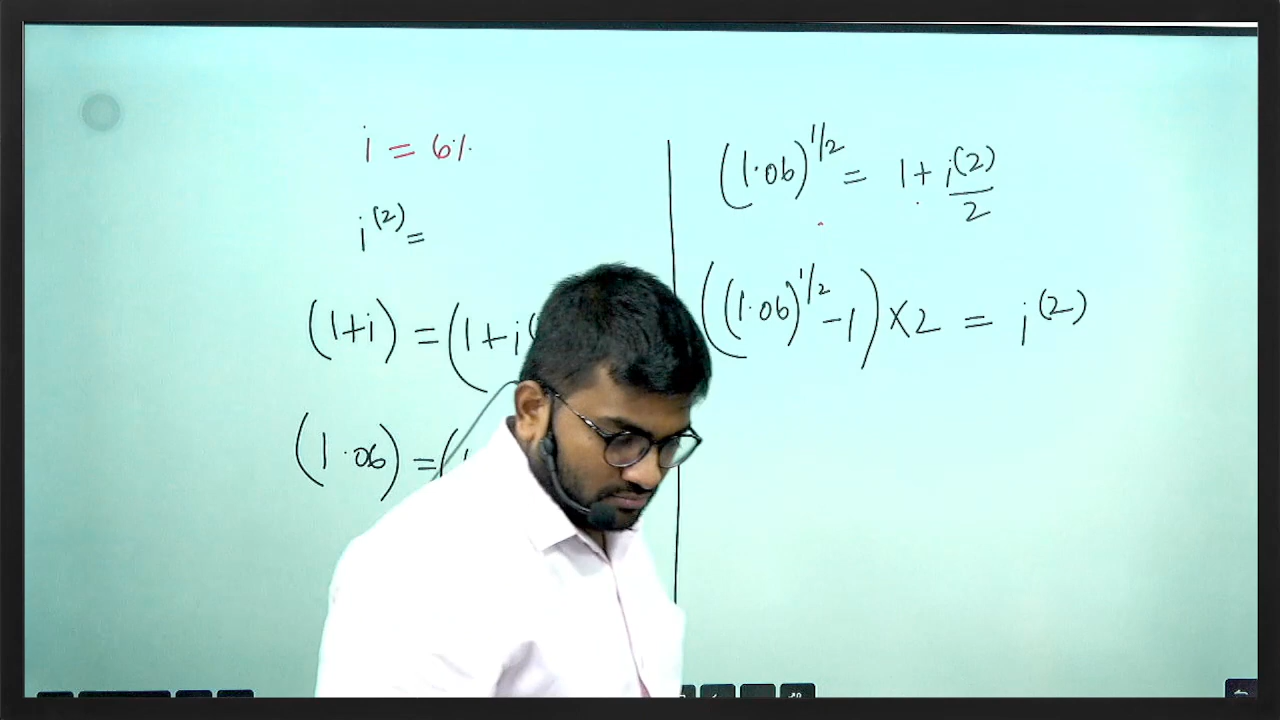 i = 6%
i^(2) =
(1+i) = (1+i
(1.06) = (
(1.06)^1/2 = 1 + i^(2)/2
((1.06)^1/2 - 1) × 2 = i^(2)